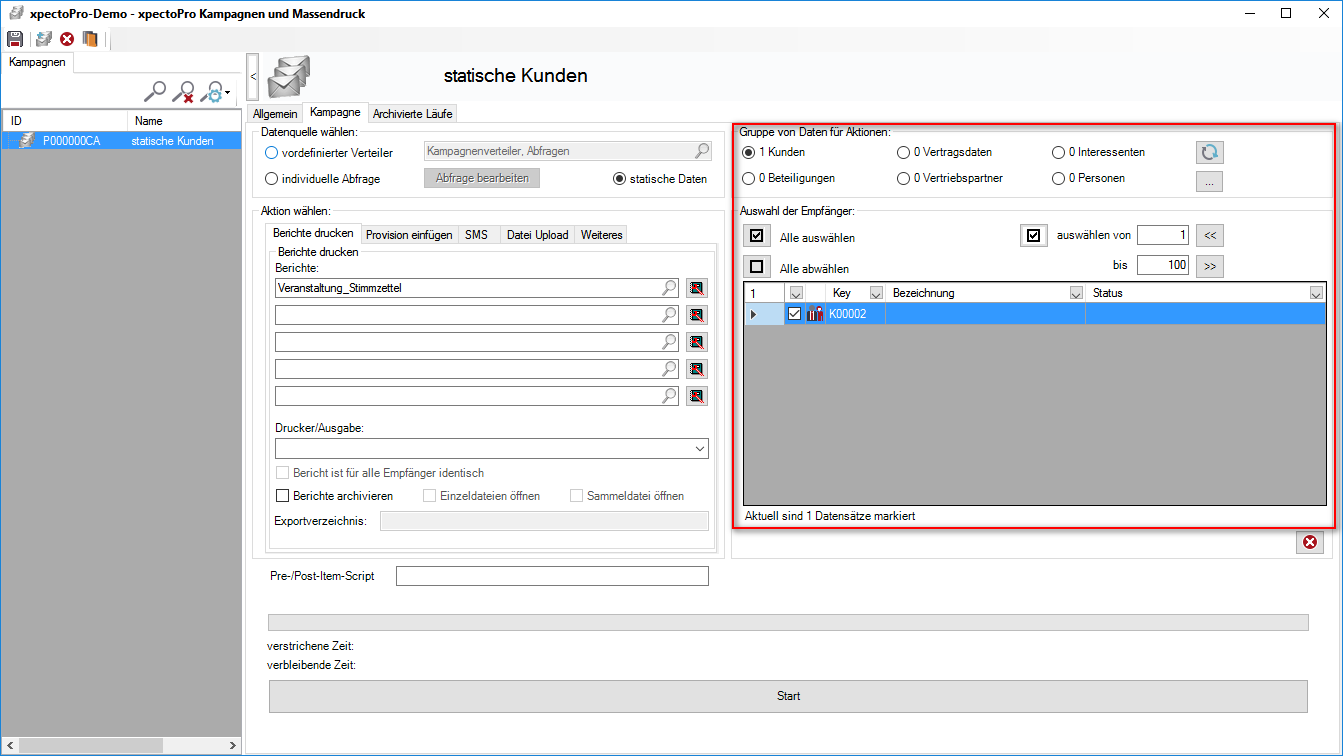 xpectoPro-Demo - xpectoPro Kampagnen und Massendruck
Kampagnen
ID Name
P000000CA statische Kunden
<
statische Kunden
Allgemein Kampagne Archivierte Läufe
Datenquelle wählen:
vordefinierter Verteiler Kampagnenverteiler, Abfragen
individuelle Abfrage Abfrage bearbeiten statische Daten
Aktion wählen:
Berichte drucken Provision einfügen SMS Datei Upload Weiteres
Berichte drucken
Berichte:
Veranstaltung_Stimmzettel
Drucker/Ausgabe:
Bericht ist für alle Empfänger identisch
Berichte archivieren Einzeldateien öffnen Sammeldatei öffnen
Exportverzeichnis:
Pre-/Post-Item-Script
Gruppe von Daten für Aktionen:
1 Kunden 0 Vertragsdaten 0 Interessenten
0 Beteiligungen 0 Vertriebspartner 0 Personen ...
Auswahl der Empfänger:
Alle auswählen auswählen von 1 <<
Alle abwählen bis 100 >>
1 Key Bezeichnung Status
K00002
Aktuell sind 1 Datensätze markiert
verstrichene Zeit:
verbleibende Zeit:
Start